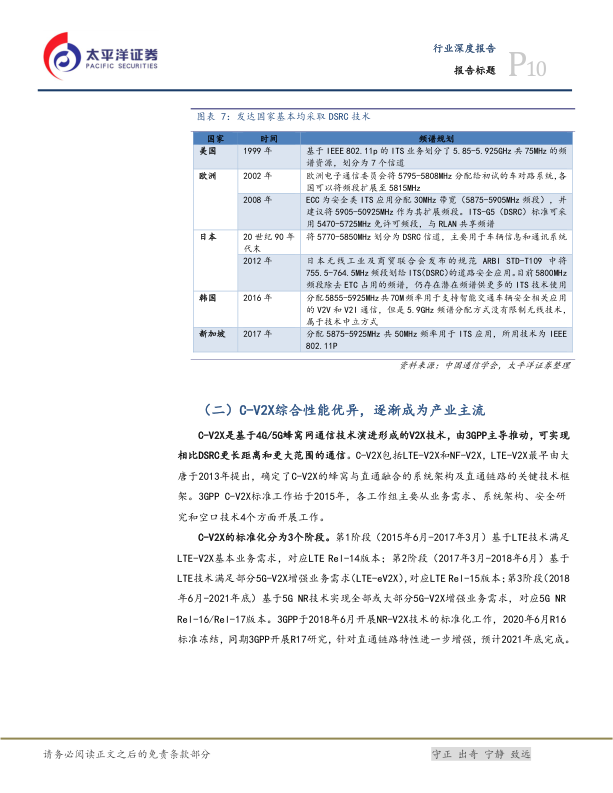 太平洋证券
PACIFIC SECURITIES
行业深度报告
报告标题
P10
图表 7：发达国家基本均采取 DSRC 技术
国家 时间 频谱规划
美国 1999 年 基于 IEEE 802.11p 的 ITS 业务划分了 5.85-5.925GHz 共 75MHz 的频
谱资源，划分为 7 个信道
欧洲 2002 年 欧洲电子通信委员会将 5795-5808MHz 分配给初试的车对路系统,各
国可以将频段扩展至 5815MHz
2008 年 ECC 为安全类 ITS 应用分配 30MHz 带宽（5875-5905MHz 频段），并
建议将 5905-50925MHz 作为其扩展频段。ITS-G5（DSRC）标准可采
用 5470-5725MHz 免许可频段，与 RLAN 共享频谱
日本 20 世纪 90 年 将 5770-5850MHz 划分为 DSRC 信道，主要用于车辆信息和通讯系统
代末
2012 年 日本无线工业及商贸联合会发布的规范 ARBI STD-T109 中将
755.5-764.5MHz 频段划给 ITS(DSRC)的道路安全应用。目前 5800MHz
频段除去 ETC 占用的频谱，仍存在潜在频谱供更多的 ITS 技术使用
韩国 2016 年 分配 5855-5925MHz 共 70M 频率用于支持智能交通车辆安全相关应用
的 V2V 和 V2I 通信，但是 5.9GHz 频谱分配方式没有限制无线技术，
属于技术中立方式
新加坡 2017 年 分配 5875-5925MHz 共 50MHz 频率用于 ITS 应用，所用技术为 IEEE
802.11P
资料来源：中国通信学会，太平洋证券整理
（二）C-V2X综合性能优异，逐渐成为产业主流
C-V2X是基于4G/5G蜂窝网通信技术演进形成的V2X技术，由3GPP主导推动，可实现
相比DSRC更长距离和更大范围的通信。C-V2X包括LTE-V2X和NF-V2X，LTE-V2X最早由大
唐于2013年提出，确定了C-V2X的蜂窝与直通融合的系统架构及直通链路的关键技术框
架。3GPP C-V2X标准工作始于2015年，各工作组主要从业务需求、系统架构、安全研
究和空口技术4个方面开展工作。
C-V2X的标准化分为3个阶段。第1阶段（2015年6月-2017年3月）基于LTE技术满足
LTE-V2X基本业务需求，对应LTE Rel-14版本；第2阶段（2017年3月-2018年6月）基于
LTE技术满足部分5G-V2X增强业务需求(LTE-eV2X),对应LTE Rel-15版本;第3阶段(2018
年6月-2021年底）基于5G NR技术实现全部或大部分5G-V2X增强业务需求，对应5G NR
Rel-16/Rel-17版本。3GPP于2018年6月开展NR-V2X技术的标准化工作，2020年6月R16
标准冻结，同期3GPP开展R17研究，针对直通链路特性进一步增强，预计2021年底完成。
请务必阅读正文之后的免责条款部分
守正 出奇 宁静 致远